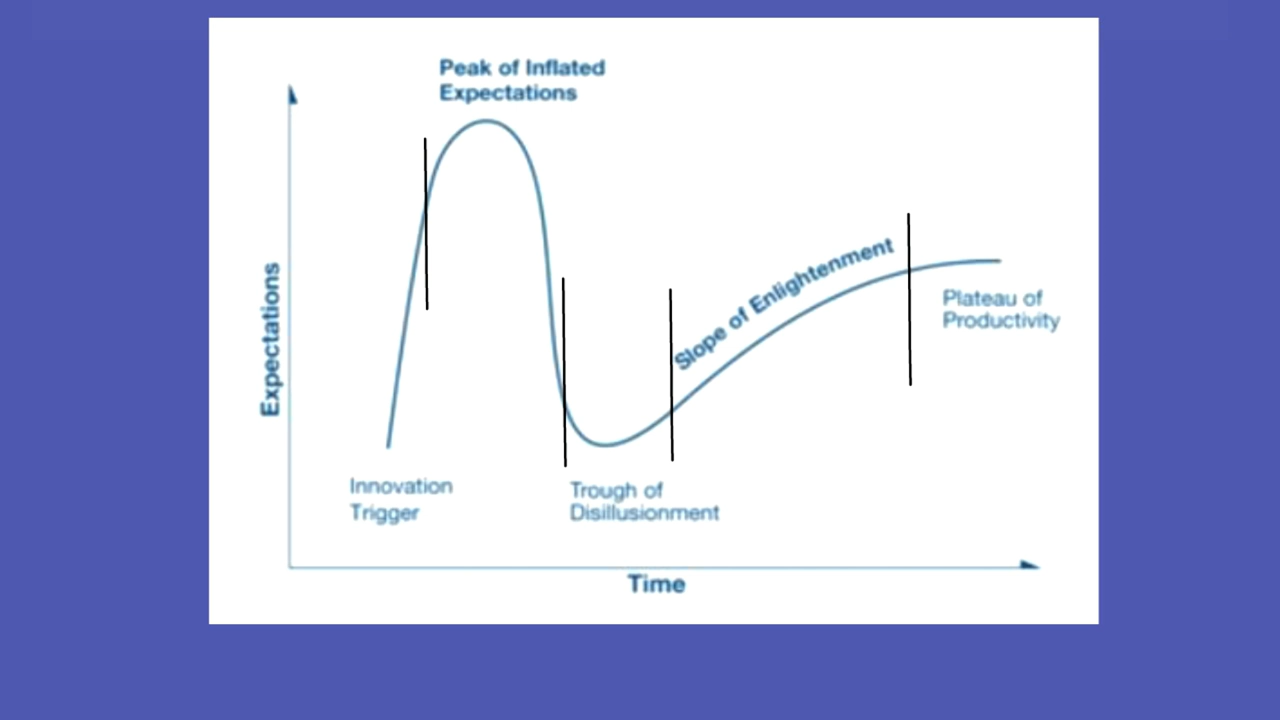 Peak of Inflated
Expectations
Expectations
Slope of Enlightenment
Plateau of
Productivity
Innovation
Trigger
Trough of
Disillusionment
Time